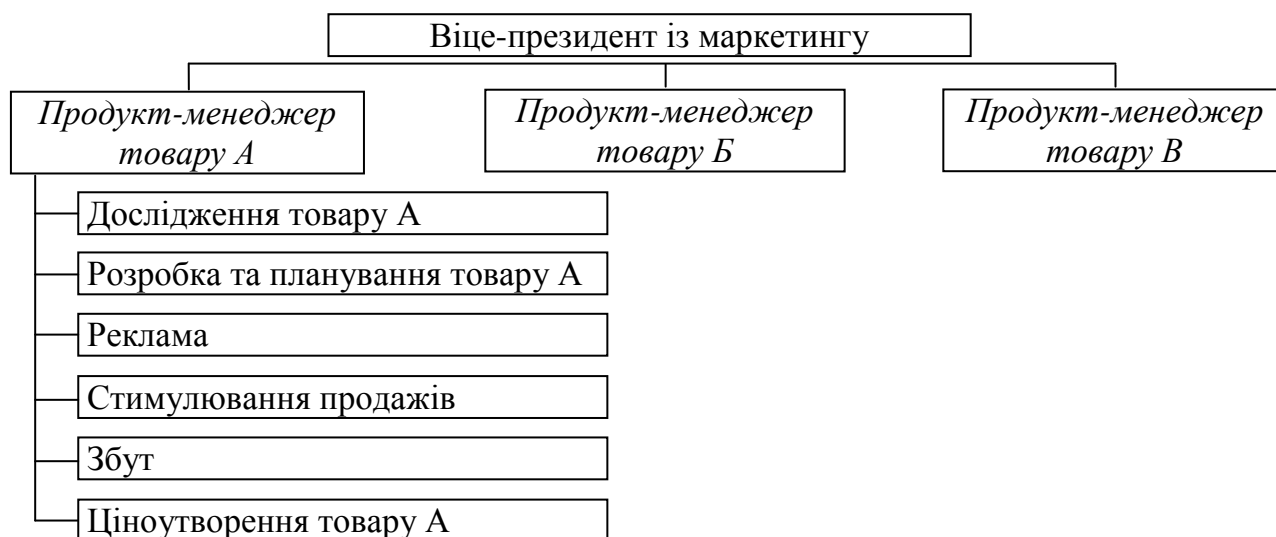 Віце-президент із маркетингу
Продукт-менеджер
товару А
Продукт-менеджер
товару Б
Продукт-менеджер
товару В
Дослідження товару А
Розробка та планування товару А
Реклама
Стимулювання продажів
Збут
Ціноутворення товару А